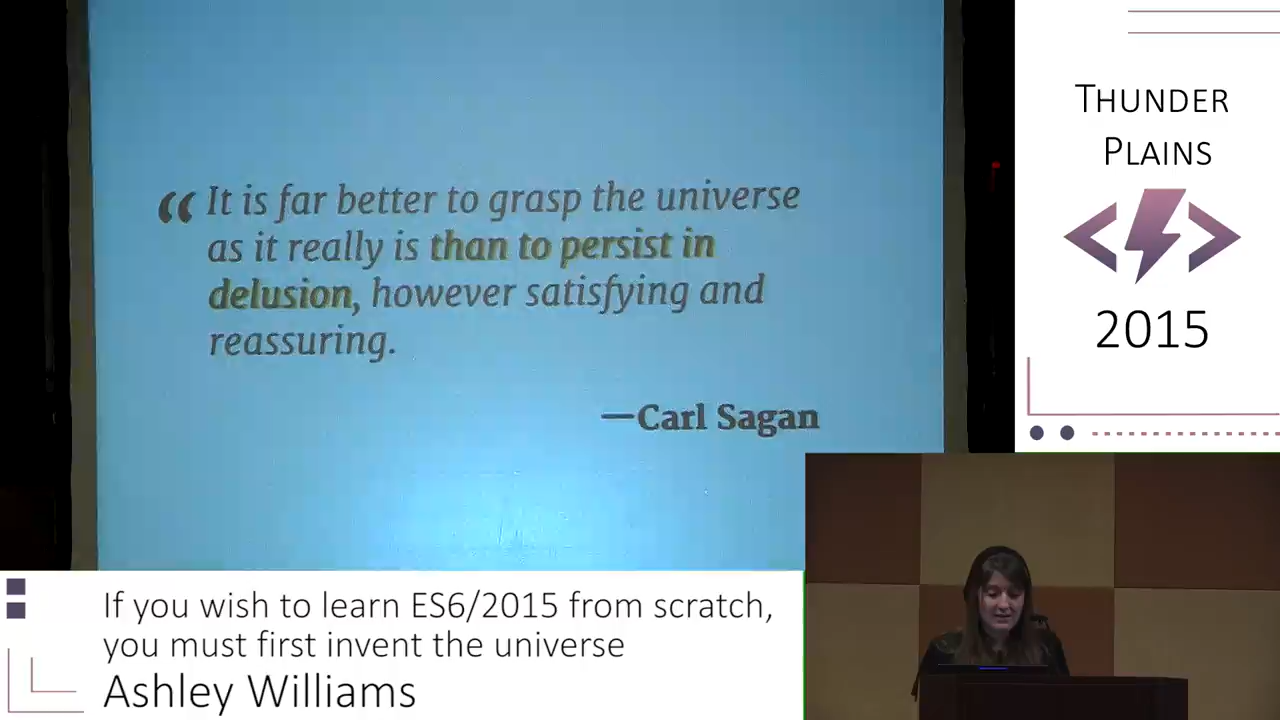 “ It is far better to grasp the universe
as it really is than to persist in
delusion, however satisfying and
reassuring.
—Carl Sagan
THUNDER
PLAINS
2015
If you wish to learn ES6/2015 from scratch,
you must first invent the universe
Ashley Williams